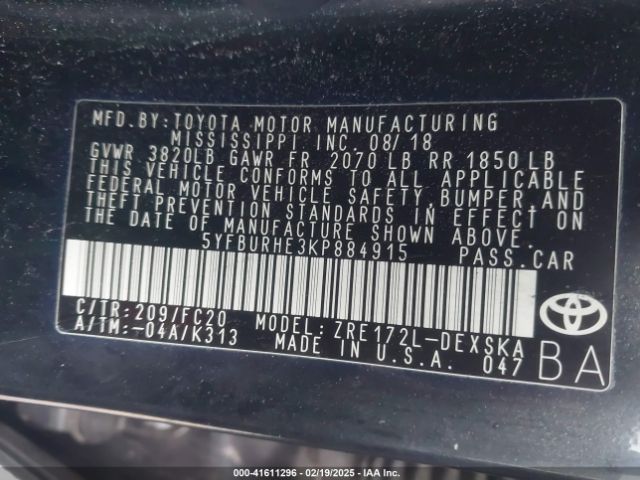 MFD.BY:TOYOTA MOTOR MANUFACTURING
MISSISSIPPI INC. 08/18
GVWR 3820LB GAWR FR 2070 LB RR 1850 LB
THIS VEHICLE CONFORMS TO ALL APPLICABLE
FEDERAL MOTOR VEHICLE SAFETY,BUMPER,AND
THEFT PREVENTION STANDARDS IN EFFECT ON
THE DATE OF MANUFACTURE SHOWN ABOVE.
5YFBURHE3KP884915 PASS.CAR
C/TR:209/FC20 MODEL: ZRE172L-DEXSKA
A/TM:-04A/K313 MADE IN U.S.A. 047
BA
000-41611296 - 02/19/2025 - IAA Inc.